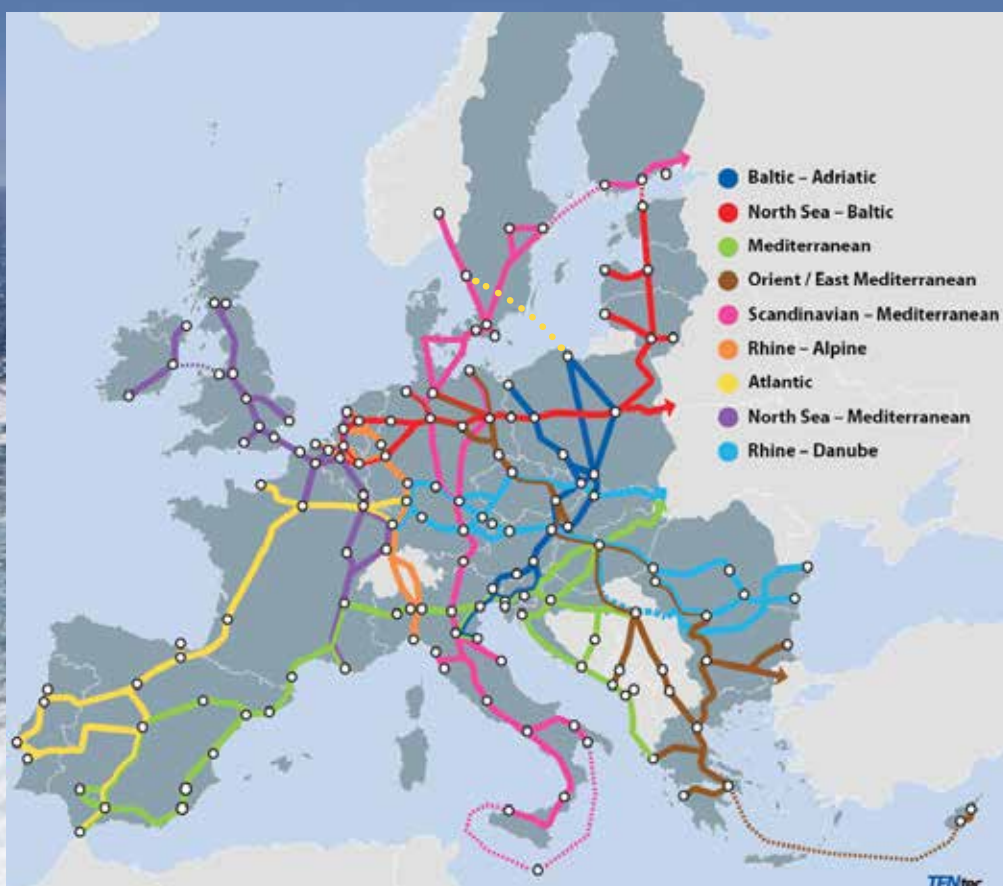 Baltic – Adriatic
North Sea – Baltic
Mediterranean
Orient / East Mediterranean
Scandinavian – Mediterranean
Rhine – Alpine
Atlantic
North Sea – Mediterranean
Rhine – Danube
TENtec